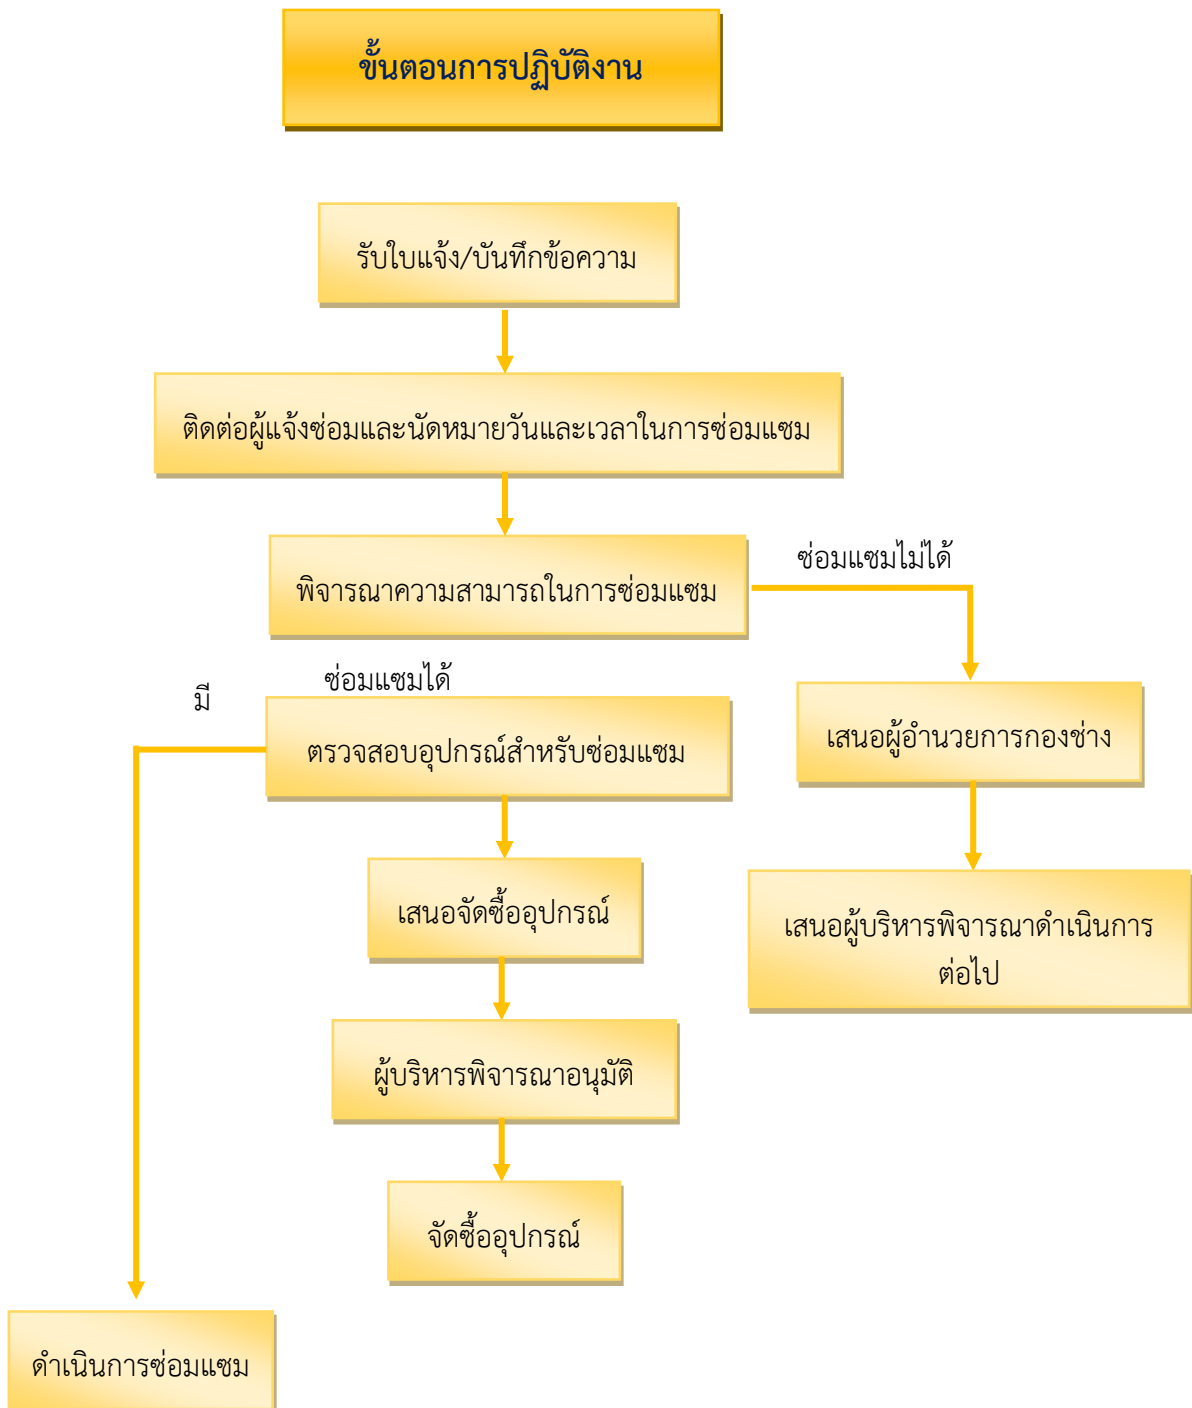 ขั้นตอนการปฏิบัติงาน
รับใบแจ้ง/บันทึกข้อความ
ติดต่อผู้แจ้งซ่อมและนัดหมายวันและเวลาในการซ่อมแซม
ซ่อมแซมไม่ได้
พิจารณาความสามารถในการซ่อมแซม
ซ่อมแซมได้
มี
ตรวจสอบอุปกรณ์สำหรับซ่อมแซม
เสนอผู้อำนวยการกองช่าง
เสนอจัดซื้ออุปกรณ์
เสนอผู้บริหารพิจารณาดำเนินการ
ต่อไป
ผู้บริหารพิจารณาอนุมัติ
จัดซื้ออุปกรณ์
ดำเนินการซ่อมแซม